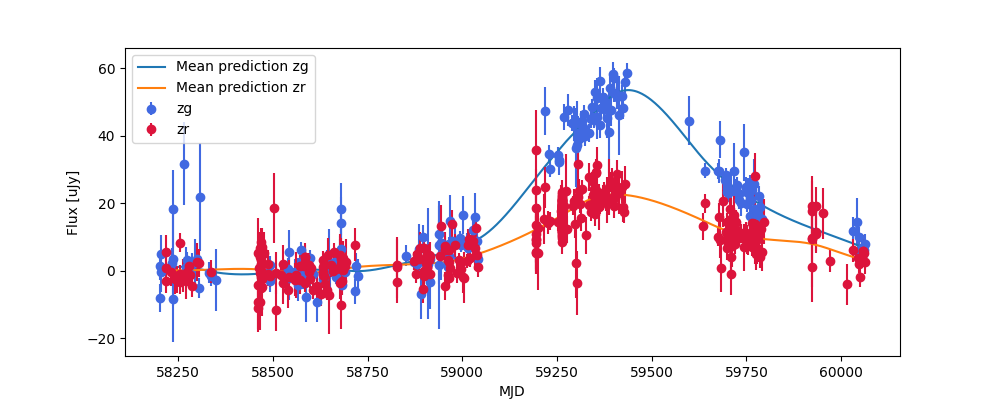 Mean prediction zg
Mean prediction zr
zg
zr
Flux [uJy]
60
40
20
0
−20
58250 58500 58750 59000 59250 59500 59750 60000
MJD